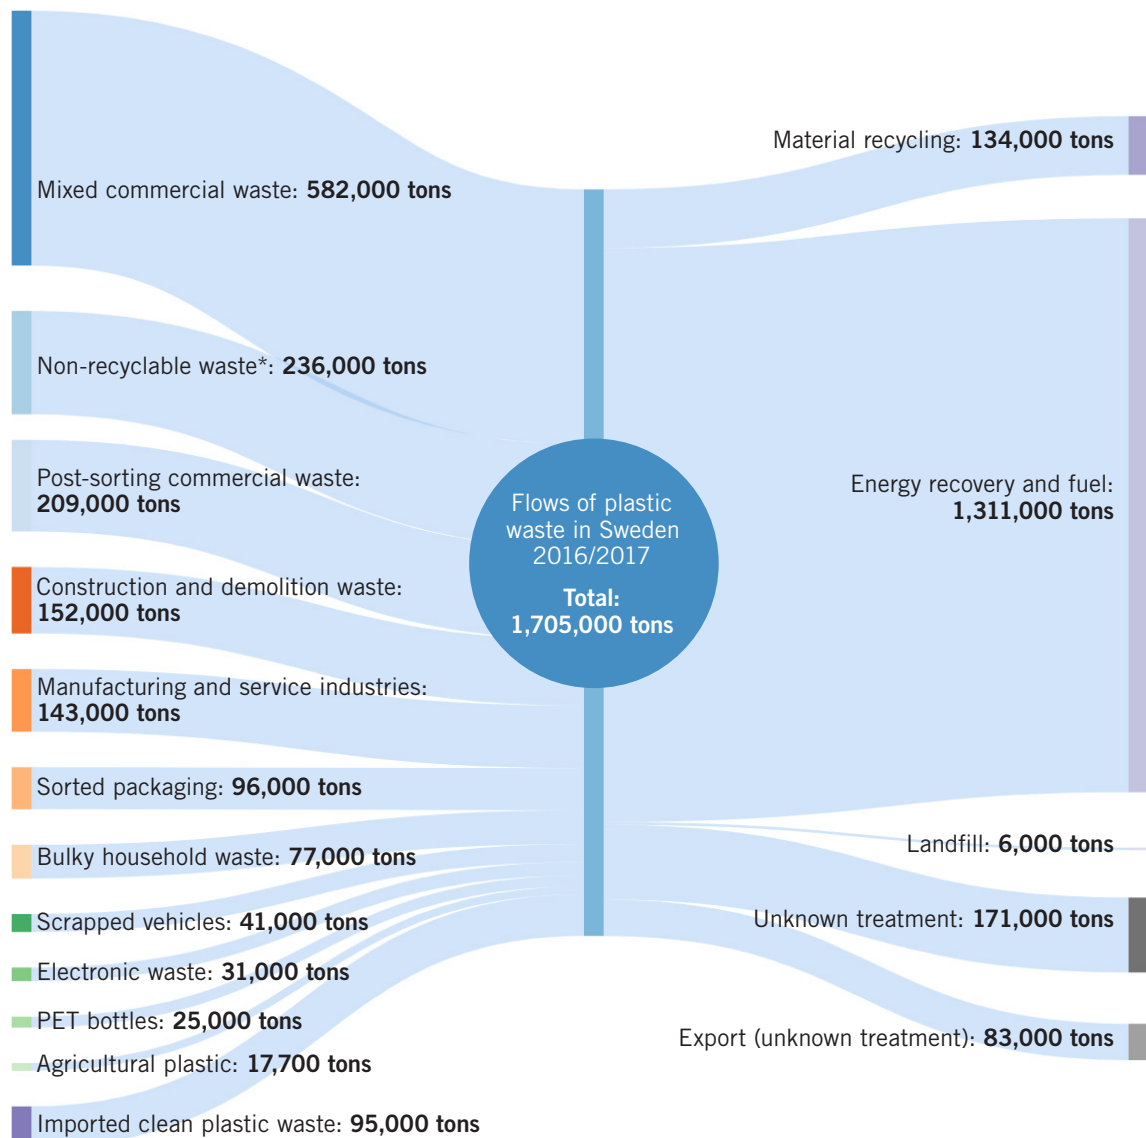 Mixed commercial waste: 582,000 tons
Non-recyclable waste*: 236,000 tons
Post-sorting commercial waste:
209,000 tons
Construction and demolition waste:
152,000 tons
Manufacturing and service industries:
143,000 tons
Sorted packaging: 96,000 tons
Bulky household waste: 77,000 tons
Scrapped vehicles: 41,000 tons
Electronic waste: 31,000 tons
PET bottles: 25,000 tons
Agricultural plastic: 17,700 tons
Imported clean plastic waste: 95,000 tons
Flows of plastic
waste in Sweden
2016/2017
Total:
1,705,000 tons
Material recycling: 134,000 tons
Energy recovery and fuel:
1,311,000 tons
Landfill: 6,000 tons
Unknown treatment: 171,000 tons
Export (unknown treatment): 83,000 tons